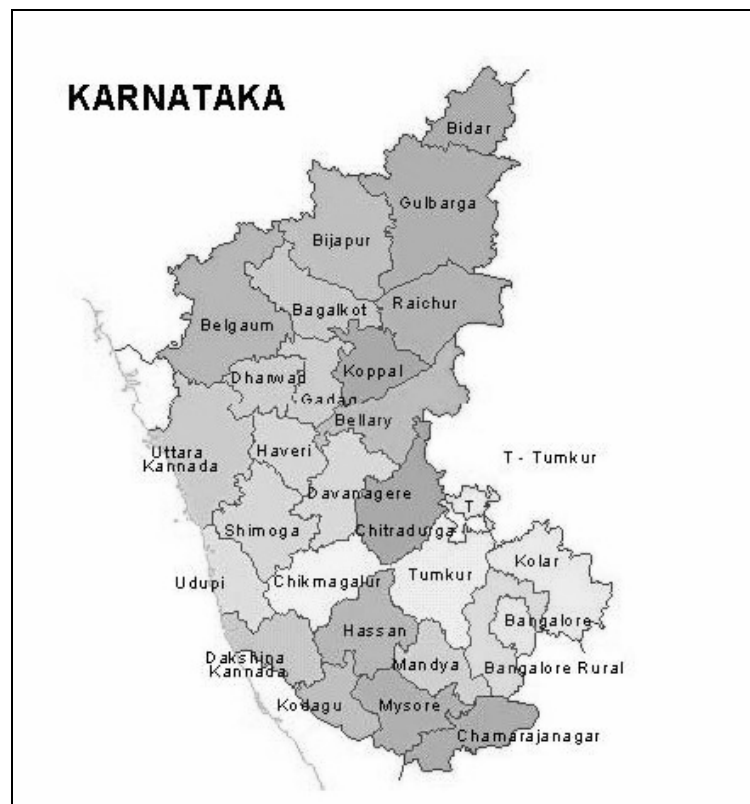 KARNATAKA
Bidar
Gulbarga
Bijapur
Raichur
Bagalkot
Belgaum
Koppal
Dharwad
Gadag
Bellary
Uttara
Kannada
Haveri
T - Tumkur
Davanagere
T
Shimoga
Chitradurga
Kolar
Udupi
Chikmagalur
Tumkur
Bangalore
Hassan
Dakshina
Kannada
Mandya
Bangalore Rural
Kodagu
Mysore
Chamarajanagar